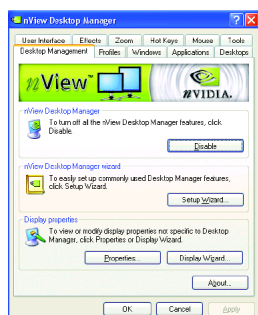 nView Desktop Manager
User Interface Effects Zoom Hot Keys Mouse Tools
Desktop Management Profiles Windows Applications Desktops
nView™
nVIDIA.
nView Desktop Manager
To turn off all the nView Desktop Manager features, click
Disable.
Disable
nView Desktop Manager wizard
To easily set up commonly used Desktop Manager features,
click Setup Wizard.
Setup Wizard...
Display properties
To view or modify display properties not specific to Desktop
Manager, click Properties or Display Wizard.
Properties... Display Wizard...
About...
OK Cancel Apply